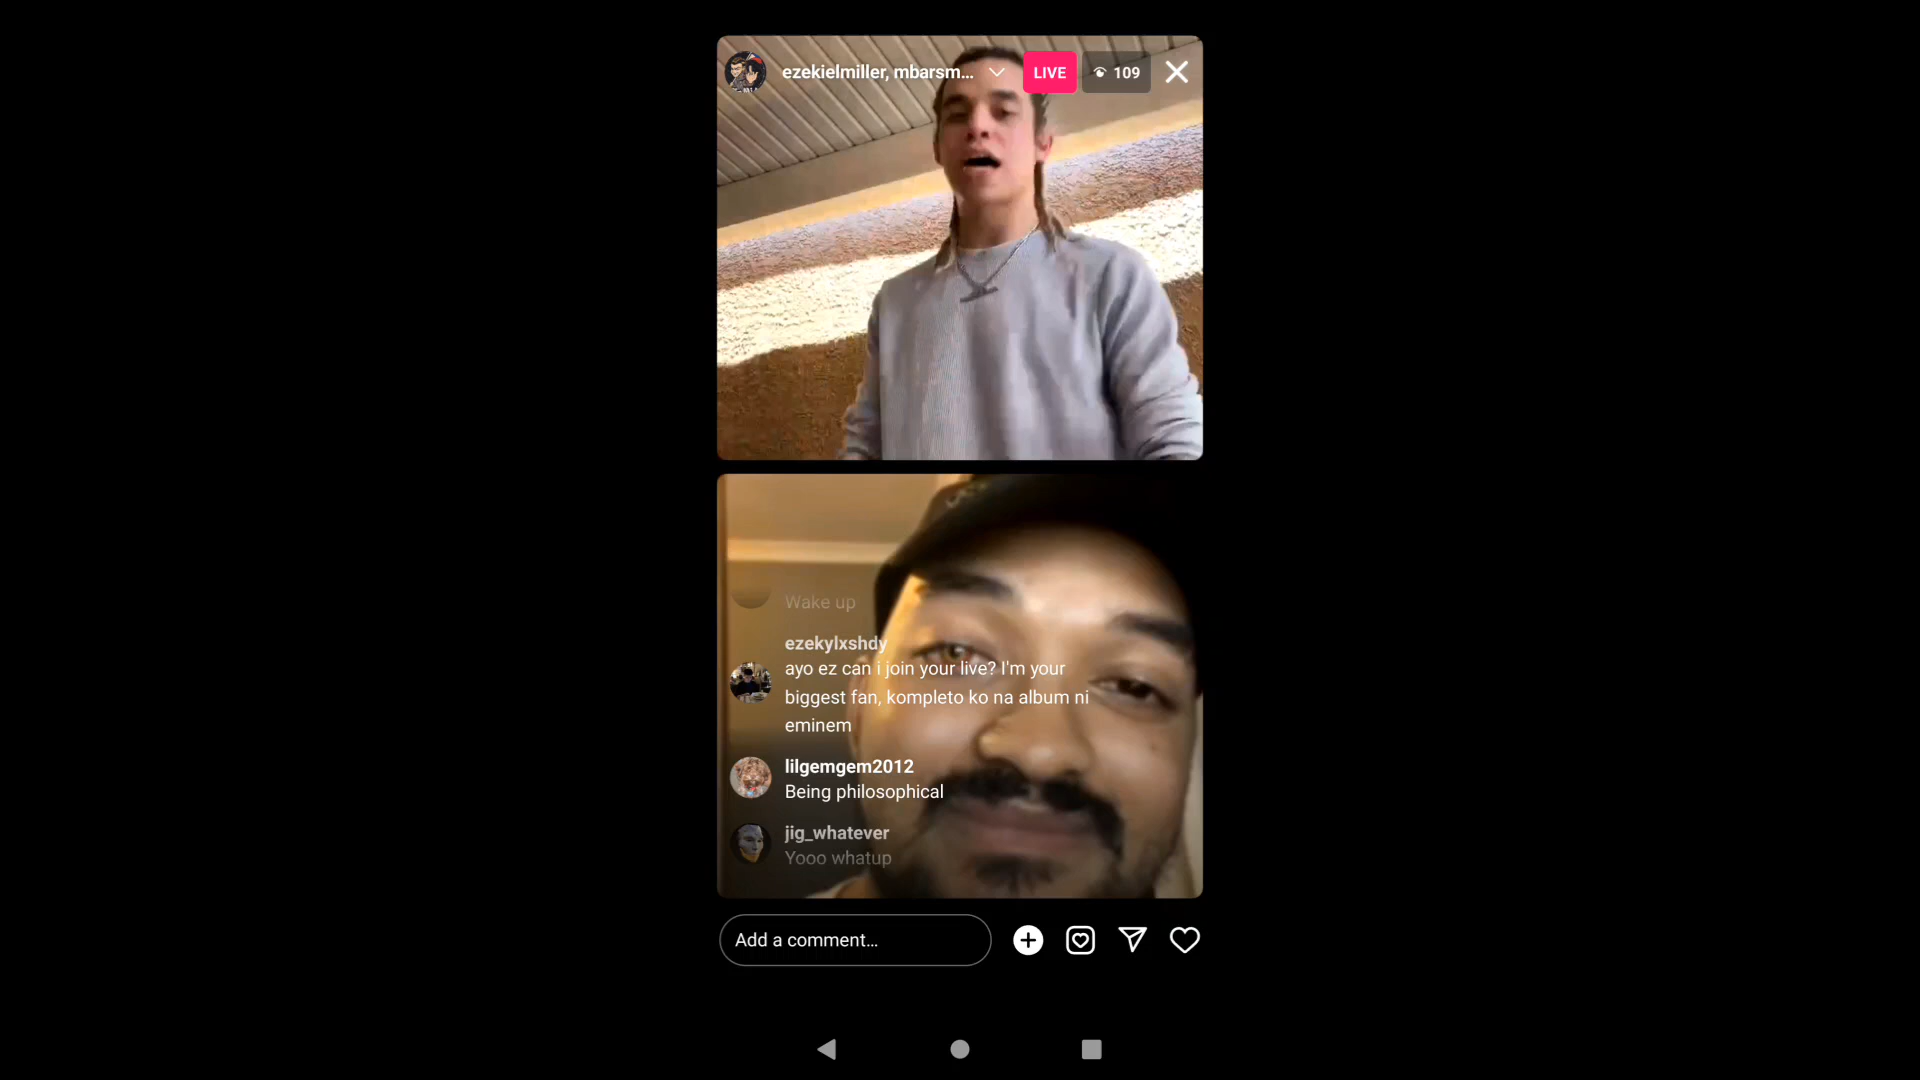 ezekielmiller, mbarsm...
LIVE
109
Wake up
ezekylxshdy
ayo ez can i join your live? I'm your
biggest fan, kompleto ko na album ni
eminem
lilgemgem2012
Being philosophical
jig_whatever
Yooo whatup
Add a comment...